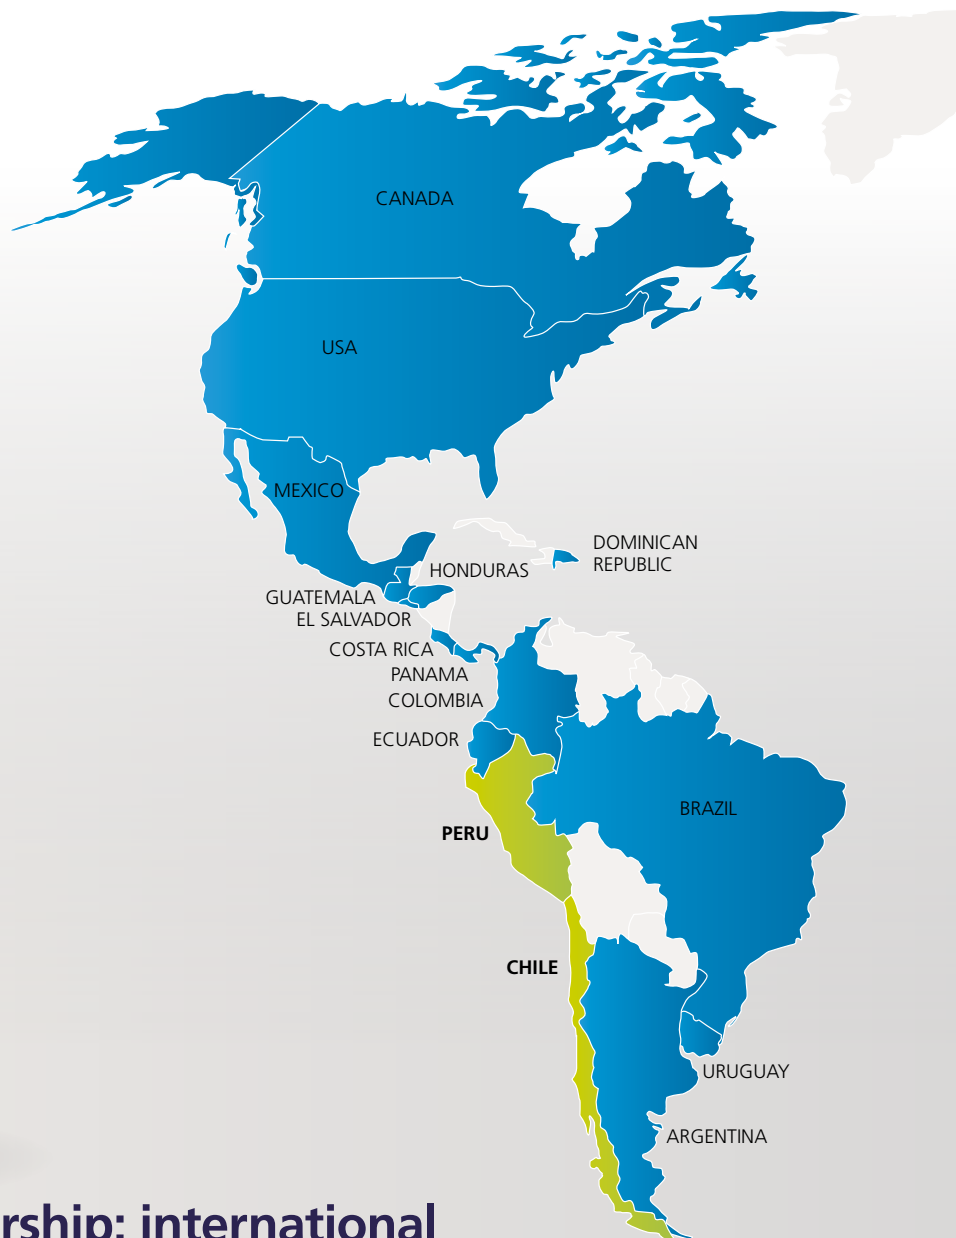 CANADA
USA
MEXICO
DOMINICAN
REPUBLIC
HONDURAS
GUATEMALA
EL SALVADOR
COSTA RICA
PANAMA
COLOMBIA
ECUADOR
BRAZIL
PERU
CHILE
URUGUAY
ARGENTINA
rship: international